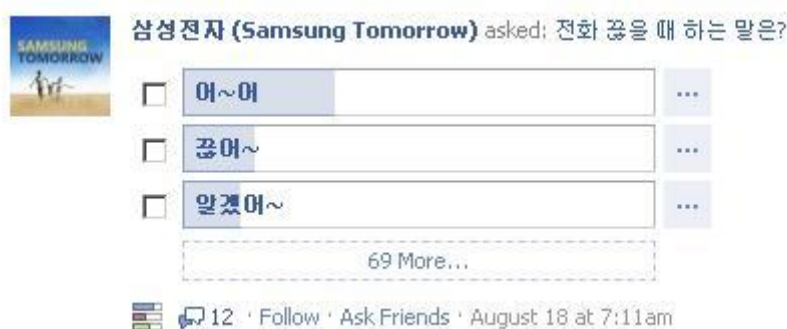 SAMSUNG
TOMORROW
삼성전자 (Samsung Tomorrow) asked: 전화 끊을 때 하는 말은?
어~어
...
끊어~
...
알겠어~
...
69 More...
12 · Follow · Ask Friends · August 18 at 7:11am